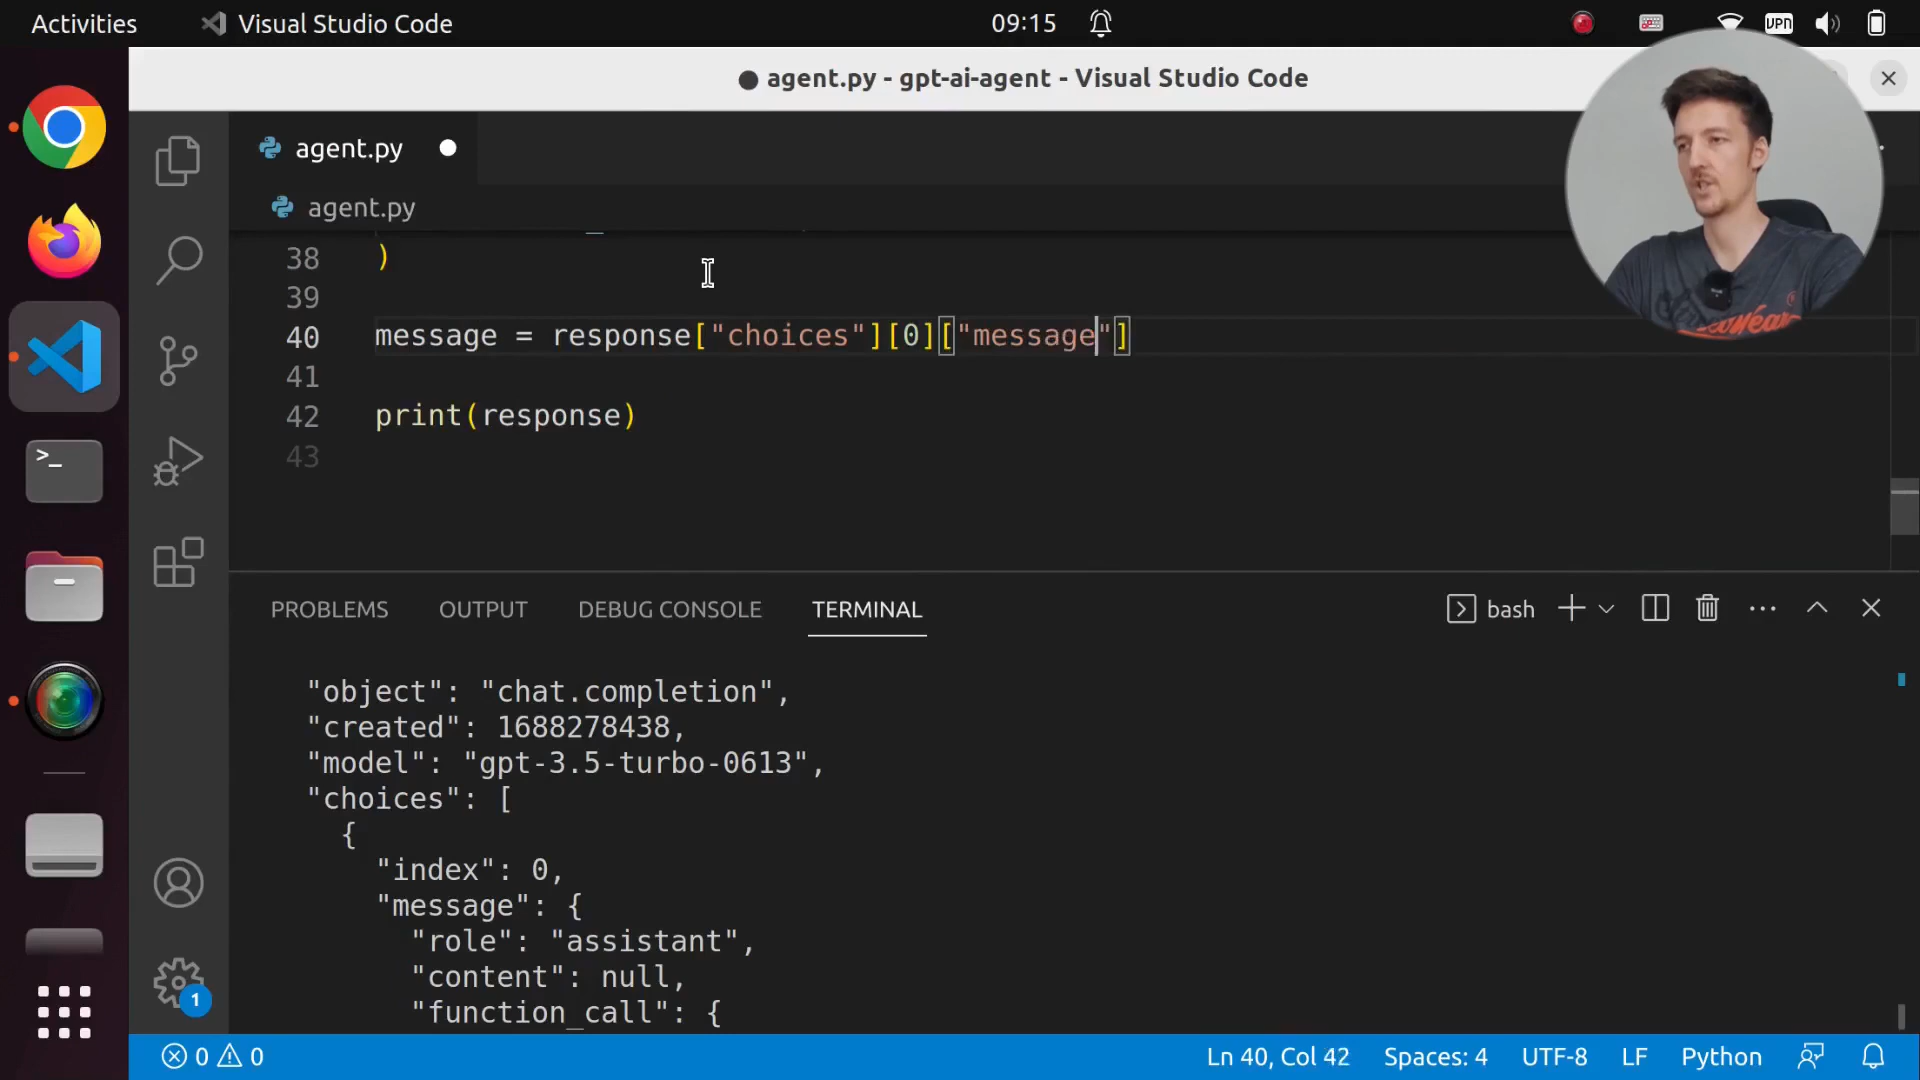 Activities
Visual Studio Code
09:15
VPN
● agent.py - gpt-ai-agent - Visual Studio Code
agent.py
agent.py
38 )
39
40 message = response["choices"][0]["message"]
41
42 print(response)
43
PROBLEMS
OUTPUT
DEBUG CONSOLE
TERMINAL
bash
"object": "chat.completion",
"created": 1688278438,
"model": "gpt-3.5-turbo-0613",
"choices": [
{
"index": 0,
"message": {
"role": "assistant",
"content": null,
"function_call": {
1
0
0
Ln 40, Col 42
Spaces: 4
UTF-8
LF
Python